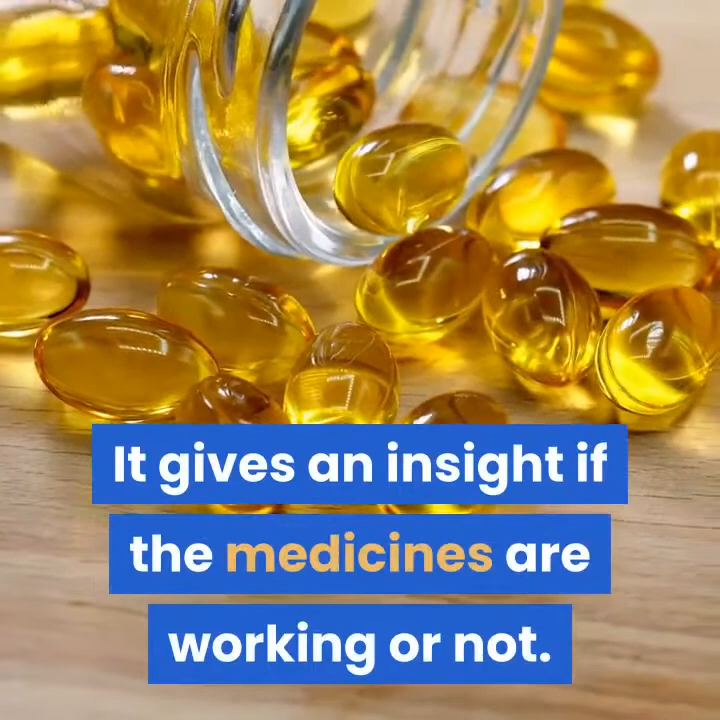 It gives an insight if
the medicines are
working or not.